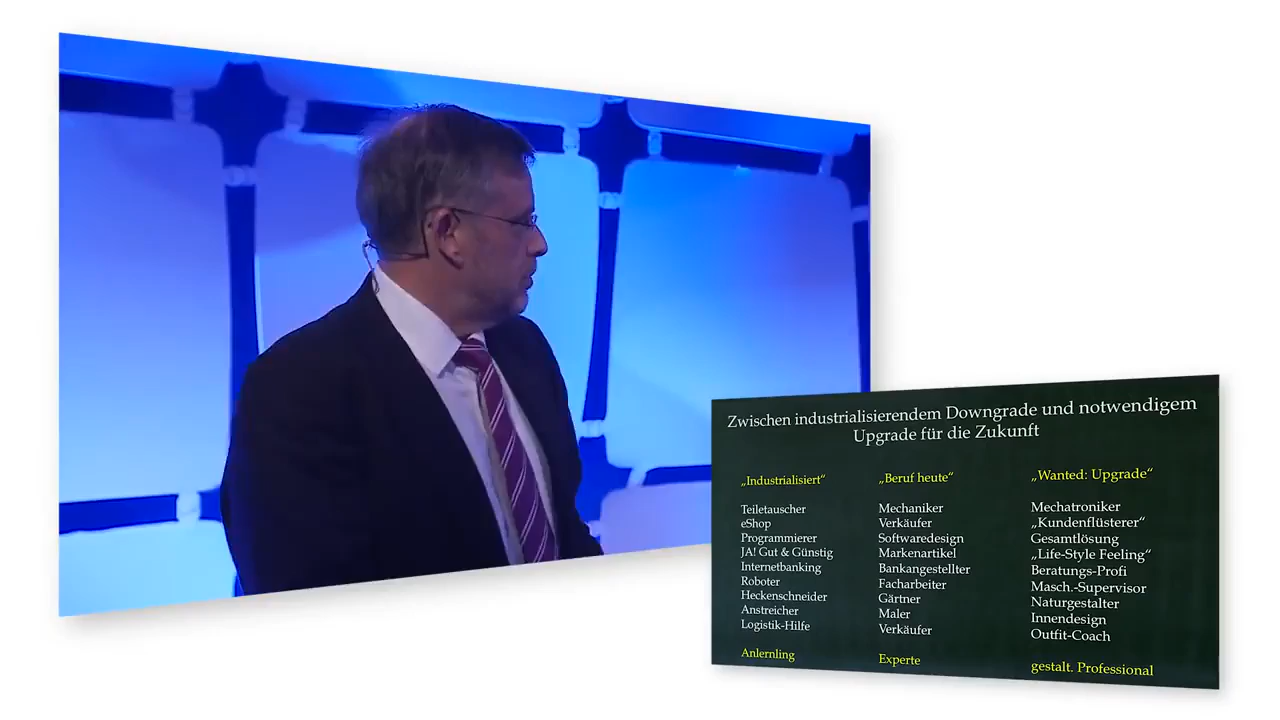 Zwischen industrialisierendem Downgrade und notwendigem
Upgrade für die Zukunft
„Industrialisiert“
Teiletauscher
eShop
Programmierer
JA! Gut & Günstig
Internetbanking
Roboter
Heckenschneider
Anstreicher
Logistik-Hilfe
Anlernling
„Beruf heute“
Mechaniker
Verkäufer
Softwaredesign
Markenartikel
Bankangestellter
Facharbeiter
Gärtner
Maler
Verkäufer
Experte
„Wanted: Upgrade“
Mechatroniker
„Kundenflüsterer“
Gesamtlösung
„Life-Style Feeling“
Beratungs-Profi
Masch.-Supervisor
Naturgestalter
Innendesign
Outfit-Coach
gestalt. Professional